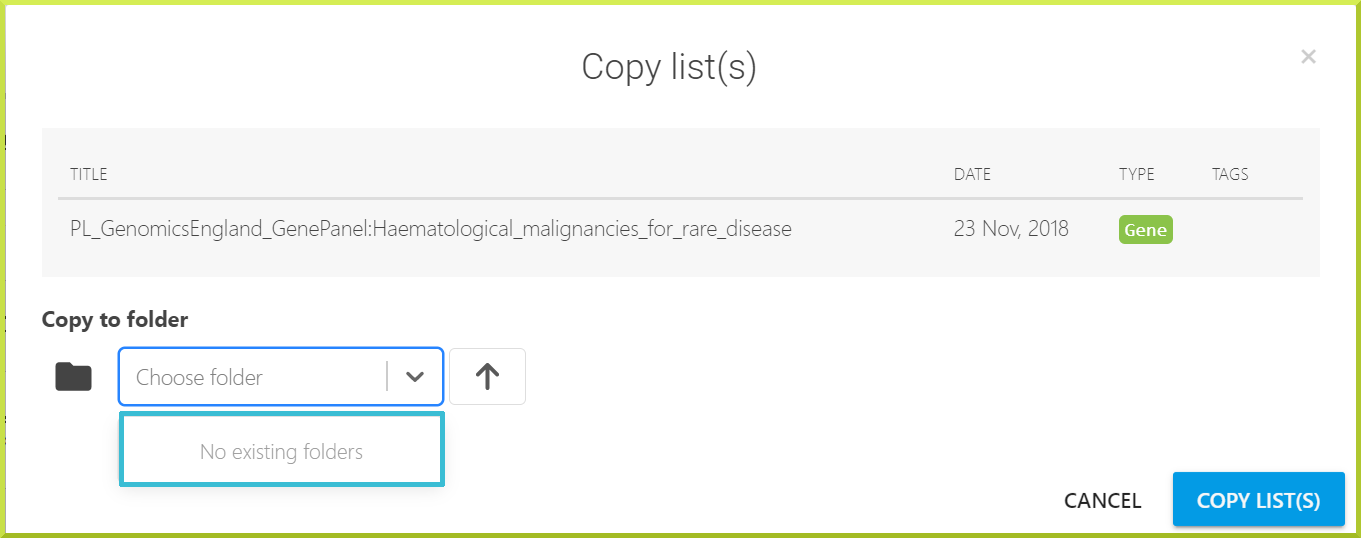 Copy list(s)
×
TITLE DATE TYPE TAGS
PL_GenomicsEngland_GenePanel:Haematological_malignancies_for_rare_disease 23 Nov, 2018 Gene
Copy to folder
Choose folder
No existing folders
CANCEL COPY LIST(S)